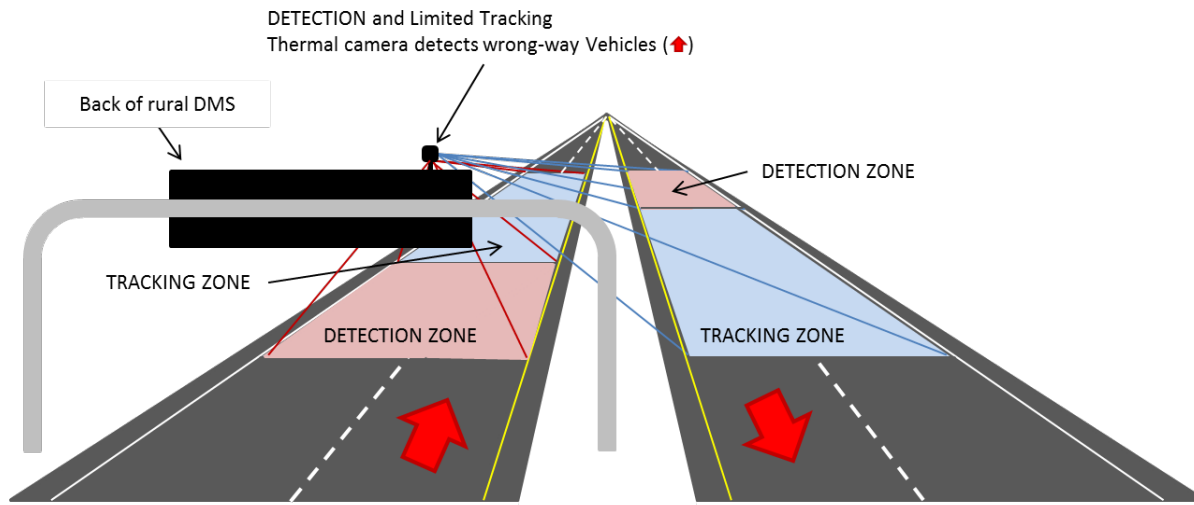 DETECTION and Limited Tracking
Thermal camera detects wrong-way Vehicles ( )
Back of rural DMS
DETECTION ZONE
TRACKING ZONE
DETECTION ZONE
TRACKING ZONE